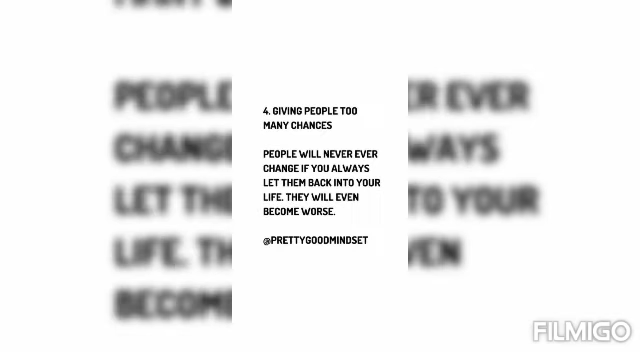 4. GIVING PEOPLE TOO
MANY CHANCES
PEOPLE WILL NEVER EVER
CHANGE IF YOU ALWAYS
LET THEM BACK INTO YOUR
LIFE. THEY WILL EVEN
BECOME WORSE.
@PRETTYGOODMINDSET
FILMIGO